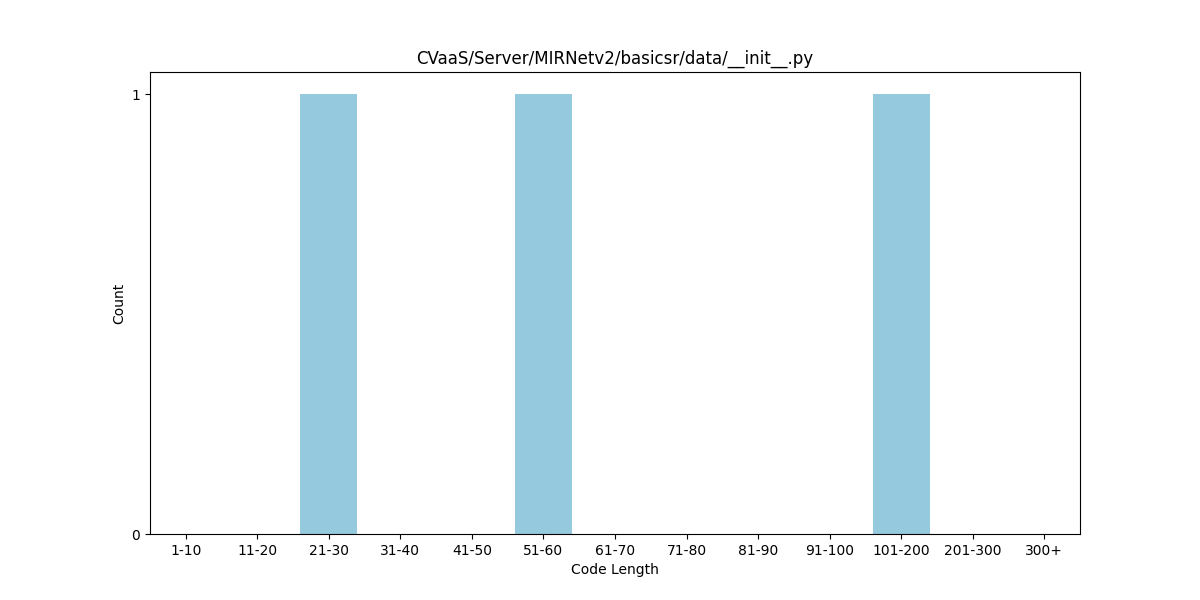 CVaaS/Server/MIRNetv2/basicsr/data/__init__.py
1
Count
0
1-10 11-20 21-30 31-40 41-50 51-60 61-70 71-80 81-90 91-100 101-200 201-300 300+
Code Length